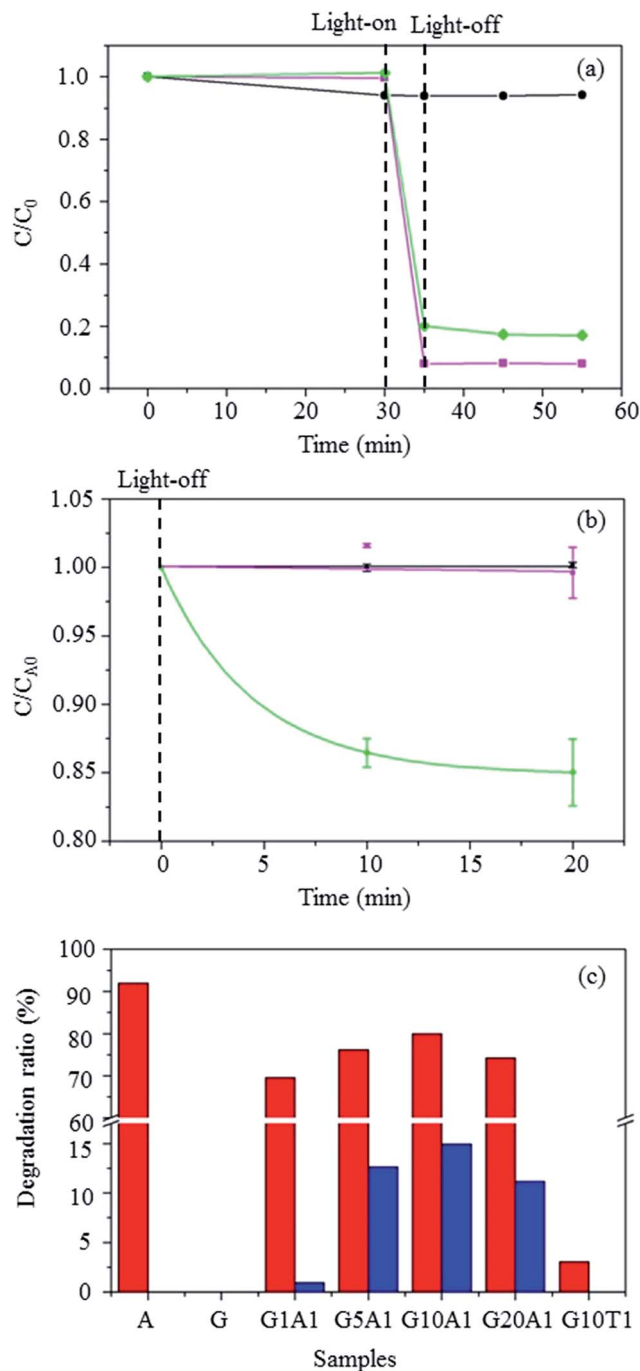 Light-on Light-off
(a)
1.0
0.8
0.6
0.4
0.2
0.0
C/C0
0 10 20 30 40 50 60
Time (min)
Light-off
(b)
1.05
1.00
0.95
0.90
0.85
0.80
C/CA0
0 5 10 15 20
Time (min)
(c)
100
90
80
70
60
15
10
5
0
Degradation ratio (%)
A G G1A1 G5A1 G10A1 G20A1 G10T1
Samples